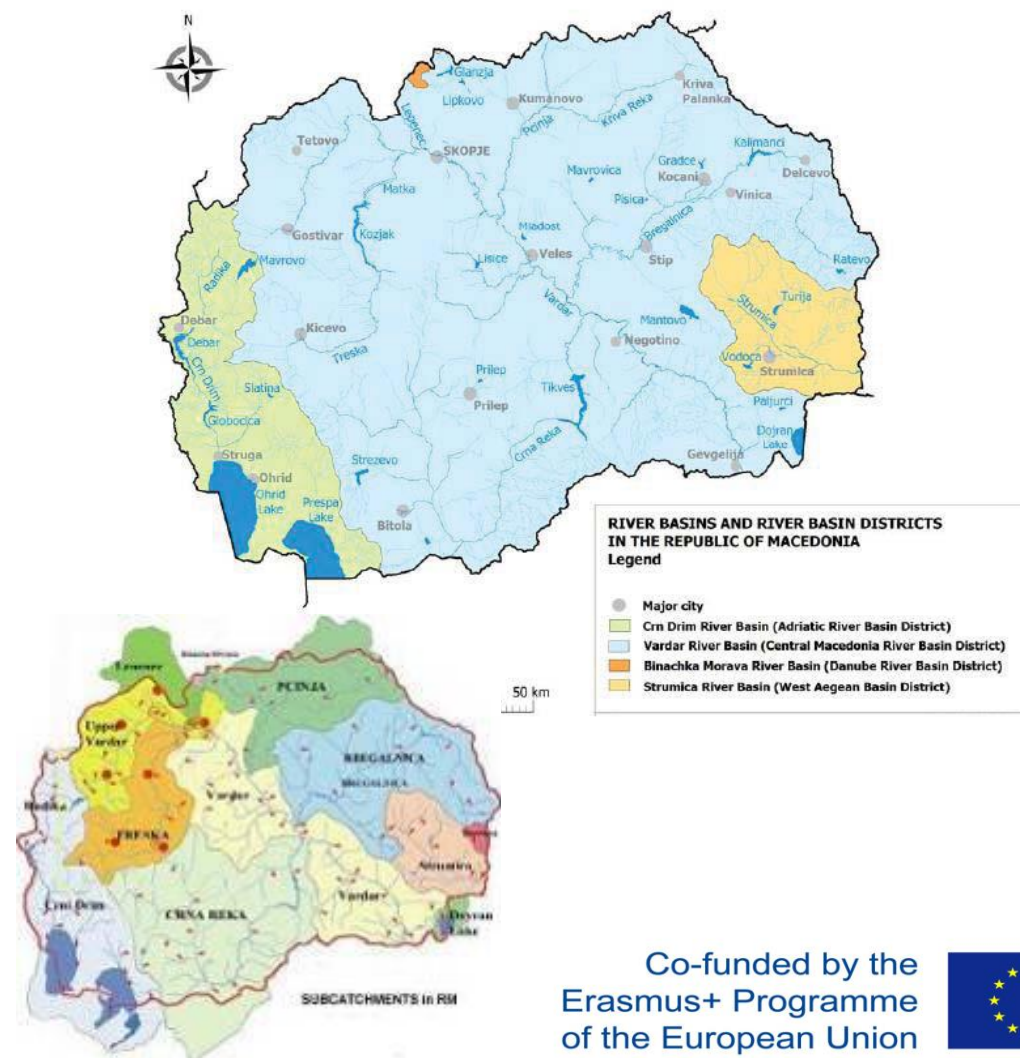 N
Glanzja
Lipkovo
Lepenec
Kumanovo
Pcinja
Kriva Reka
Kriva
Palanka
Tetovo
SKOPJE
Matka
Mavrovica
Gradce
Kocani
Kalimanci
Delcevo
Pisica
Vinica
Bregalnica
Gostivar
Kozjak
Mladost
Lisice
Veles
Stip
Ratevo
Radika
Mavrovo
Vardar
Mantovo
Strumica
Turija
Debar
Debar
Kicevo
Treska
Negotino
Vodoca
Strumica
Crn Drim
Slatina
Prilep
Prilep
Tikves
Paljurci
Globocica
Crna Reka
Dojran
Lake
Struga
Ohrid
Ohrid
Lake
Prespa
Lake
Strezevo
Bitola
Gevgelija
RIVER BASINS AND RIVER BASIN DISTRICTS
IN THE REPUBLIC OF MACEDONIA
Legend
Major city
Crn Drim River Basin (Adriatic River Basin District)
Vardar River Basin (Central Macedonia River Basin District)
Binachka Morava River Basin (Danube River Basin District)
Strumica River Basin (West Aegean Basin District)
50 km
PCINJA
Upper
Vardar
BREGALNICA
BREGALNICA
Vardar
Radika
TRESKA
Strumica
Crni Drim
CRNA REKA
Vardar
Doyran
Lake
SUBCATCHMENTS in RM
Co-funded by the
Erasmus+ Programme
of the European Union